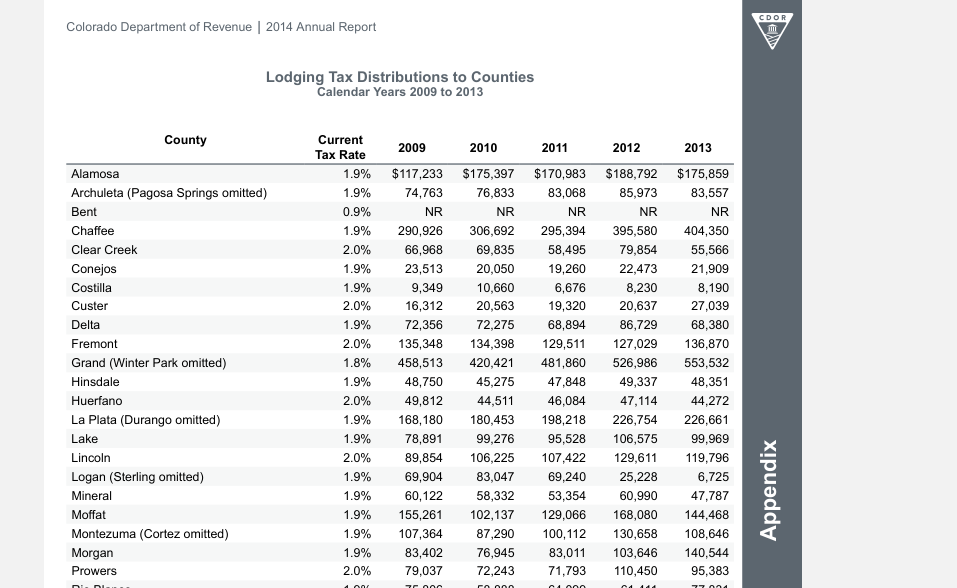 Colorado Department of Revenue | 2014 Annual Report
CDOR
Lodging Tax Distributions to Counties
Calendar Years 2009 to 2013
County Current Tax Rate 2009 2010 2011 2012 2013
Alamosa 1.9% $117,233 $175,397 $170,983 $188,792 $175,859
Archuleta (Pagosa Springs omitted) 1.9% 74,763 76,833 83,068 85,973 83,557
Bent 0.9% NR NR NR NR NR
Chaffee 1.9% 290,926 306,692 295,394 395,580 404,350
Clear Creek 2.0% 66,968 69,835 58,495 79,854 55,566
Conejos 1.9% 23,513 20,050 19,260 22,473 21,909
Costilla 1.9% 9,349 10,660 6,676 8,230 8,190
Custer 2.0% 16,312 20,563 19,320 20,637 27,039
Delta 1.9% 72,356 72,275 68,894 86,729 68,380
Fremont 2.0% 135,348 134,398 129,511 127,029 136,870
Grand (Winter Park omitted) 1.8% 458,513 420,421 481,860 526,986 553,532
Hinsdale 1.9% 48,750 45,275 47,848 49,337 48,351
Huerfano 2.0% 49,812 44,511 46,084 47,114 44,272
La Plata (Durango omitted) 1.9% 168,180 180,453 198,218 226,754 226,661
Lake 1.9% 78,891 99,276 95,528 106,575 99,969
Lincoln 2.0% 89,854 106,225 107,422 129,611 119,796
Logan (Sterling omitted) 1.9% 69,904 83,047 69,240 25,228 6,725
Mineral 1.9% 60,122 58,332 53,354 60,990 47,787
Moffat 1.9% 155,261 102,137 129,066 168,080 144,468
Montezuma (Cortez omitted) 1.9% 107,364 87,290 100,112 130,658 108,646
Morgan 1.9% 83,402 76,945 83,011 103,646 140,544
Prowers 2.0% 79,037 72,243 71,793 110,450 95,383
Appendix